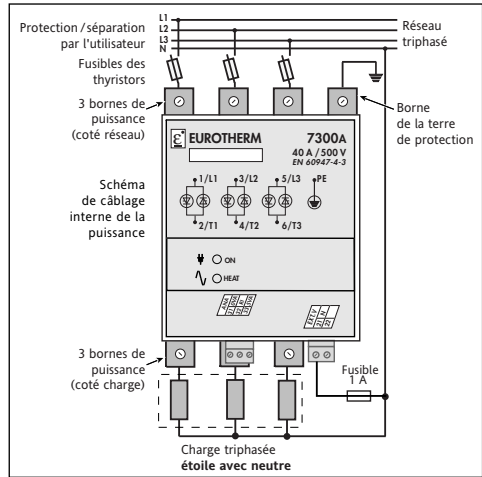 L1
L2
L3
N
Protection/séparation
par l'utilisateur
Réseau
triphasé
Fusibles des
thyristors
3 bornes de
puissance
(coté réseau)
Borne
de la terre
de protection
ε EUROTHERM
7300A
40 A / 500 V
EN 60947-4-3
Schéma
de câblage
interne de la
puissance
1/L1
3/L2
5/L3
PE
2/T1
4/T2
6/T3
ON
HEAT
3 bornes de
puissance
(coté charge)
Fusible
1 A
Charge triphasée
étoile avec neutre